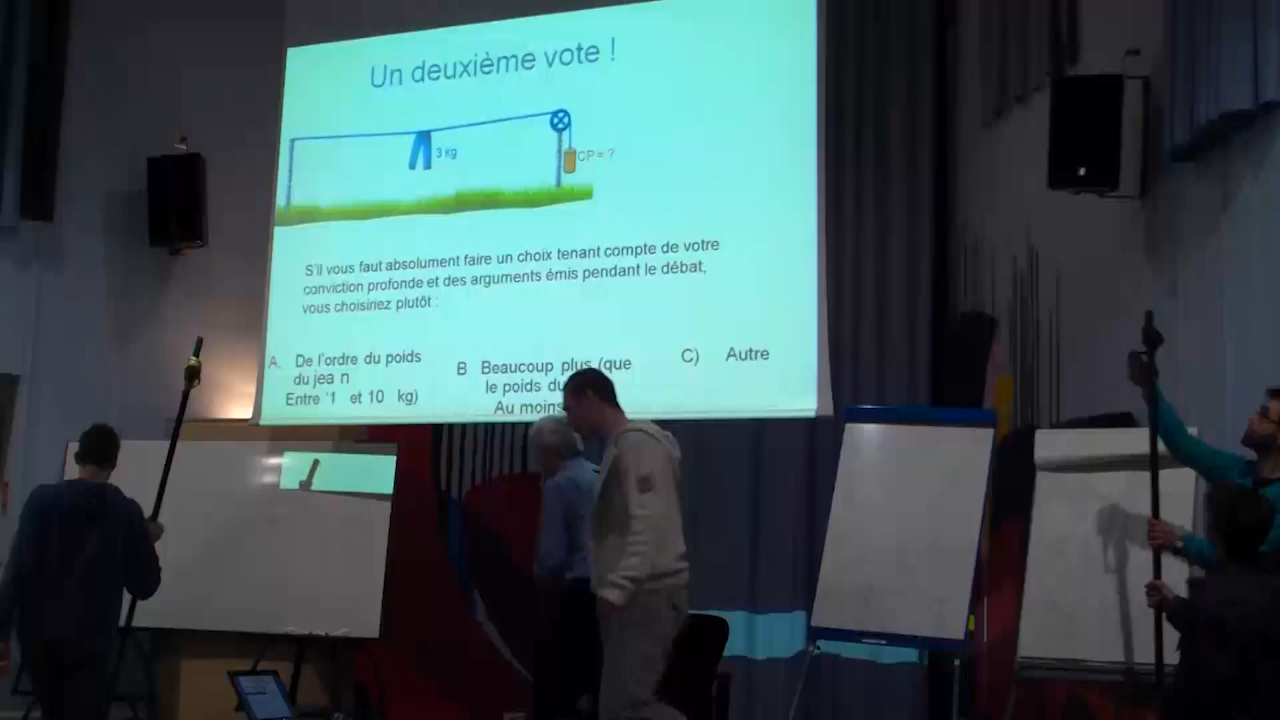 Un deuxième vote !
3 kg
CP = ?
S'il vous faut absolument faire un choix tenant compte de votre
conviction profonde et des arguments émis pendant le débat,
vous choisiriez plutôt :
A. De l'ordre du poids
du jea n
Entre '1 et 10 kg)
B Beaucoup plus (que
le poids du
Au moins
C) Autre